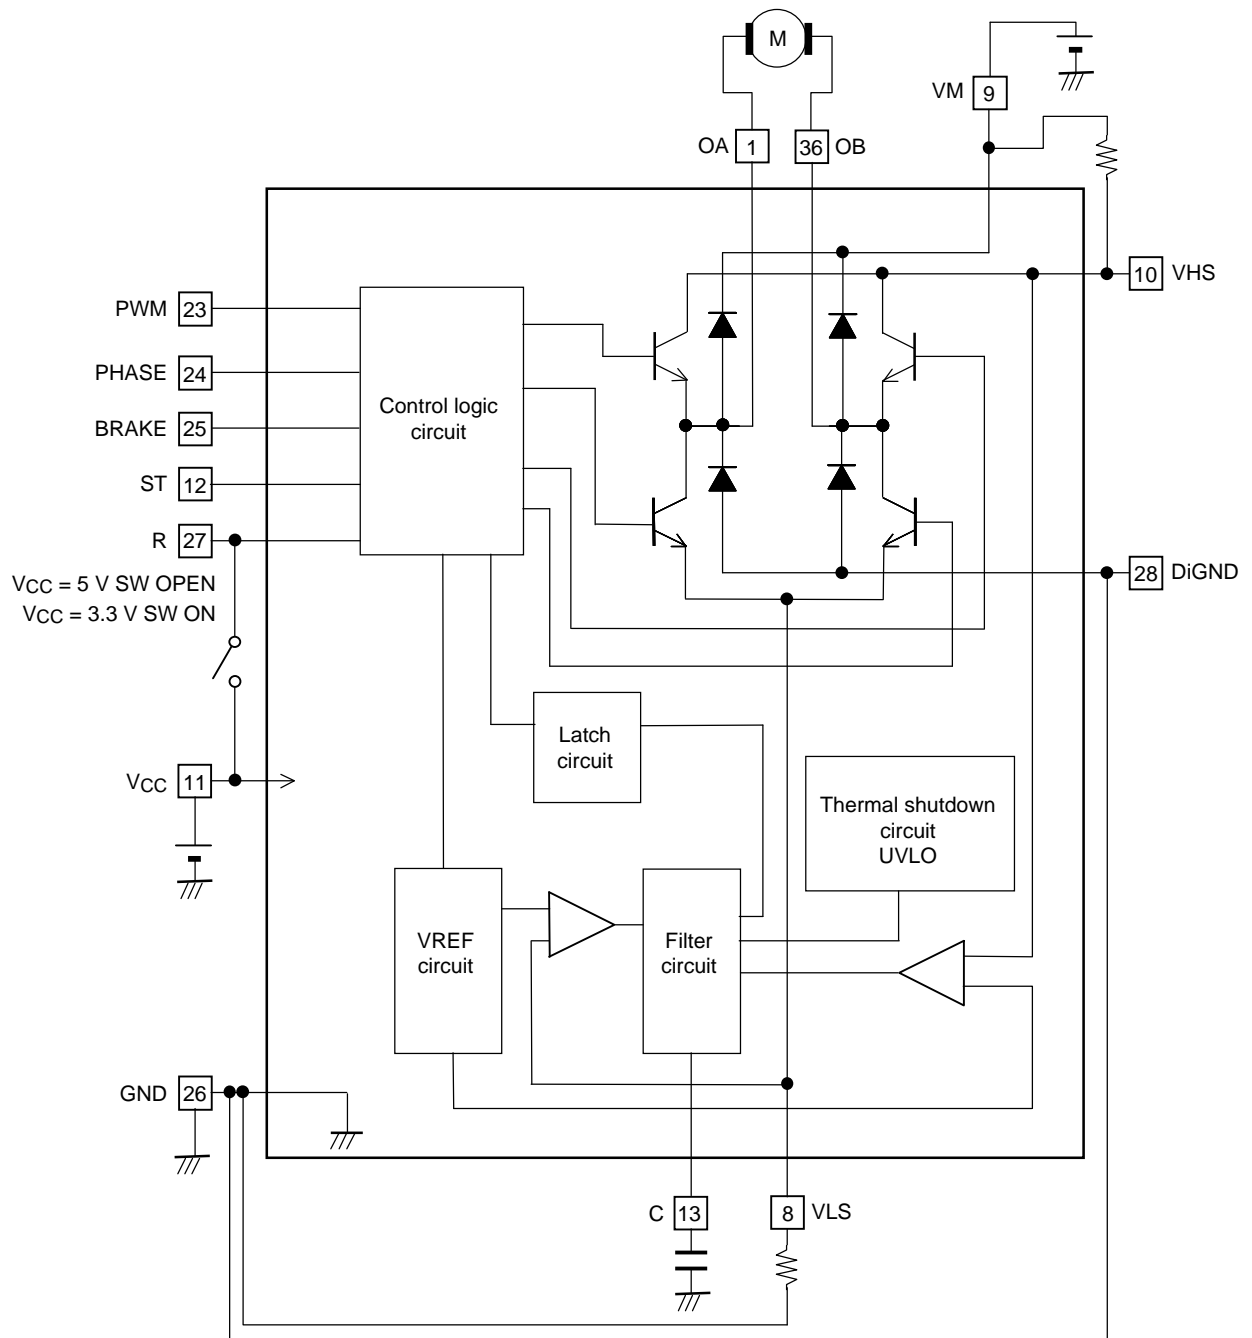 M
VM 9
OA 1 36 OB
10 VHS
PWM 23
PHASE 24
BRAKE 25
ST 12
R 27
VCC = 5 V SW OPEN
VCC = 3.3 V SW ON
Control logic
circuit
28 DiGND
Latch
circuit
VCC 11
Thermal shutdown
circuit
UVLO
VREF
circuit
Filter
circuit
GND 26
C 13
8 VLS